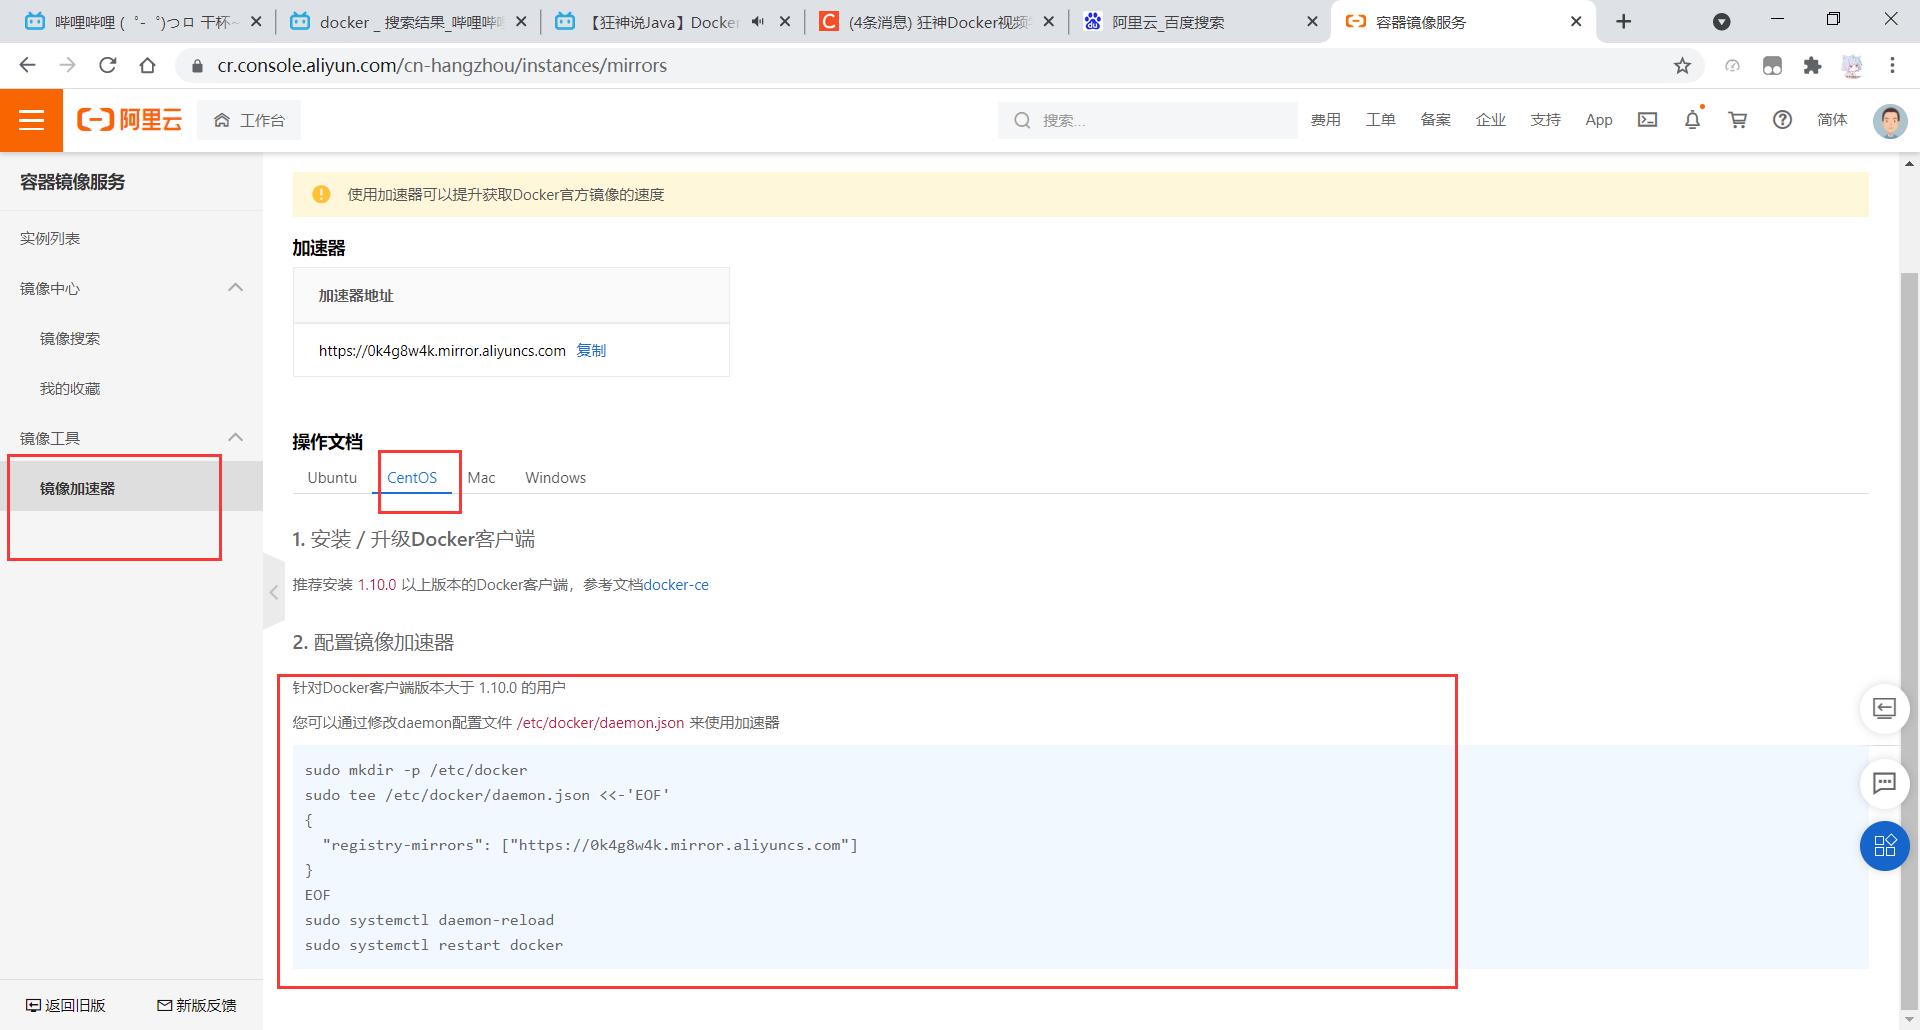 哔哩哔哩 (゜-゜)つロ 干杯~
docker _ 搜索结果_哔哩哔哩
【狂神说Java】Docker
(4条消息) 狂神Docker视频
阿里云_百度搜索
容器镜像服务
cr.console.aliyun.com/cn-hangzhou/instances/mirrors
阿里云
工作台
搜索...
费用
工单
备案
企业
支持
App
简体
容器镜像服务
实例列表
镜像中心
镜像搜索
我的收藏
镜像工具
镜像加速器
返回旧版
新版反馈
使用加速器可以提升获取Docker官方镜像的速度
加速器
加速器地址
https://0k4g8w4k.mirror.aliyuncs.com 复制
操作文档
Ubuntu CentOS Mac Windows
1. 安装 / 升级Docker客户端
推荐安装 1.10.0 以上版本的Docker客户端，参考文档docker-ce
2. 配置镜像加速器
针对Docker客户端版本大于 1.10.0 的用户
您可以通过修改daemon配置文件 /etc/docker/daemon.json 来使用加速器
sudo mkdir -p /etc/docker
sudo tee /etc/docker/daemon.json <<-'EOF'
{
"registry-mirrors": ["https://0k4g8w4k.mirror.aliyuncs.com"]
}
EOF
sudo systemctl daemon-reload
sudo systemctl restart docker